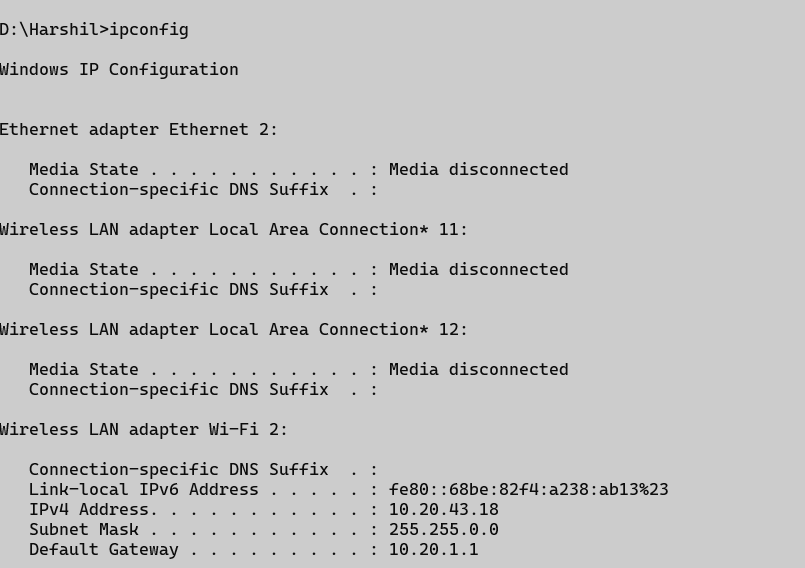 D:\Harshil>ipconfig
Windows IP Configuration
Ethernet adapter Ethernet 2:
   Media State . . . . . . . . . . . : Media disconnected
   Connection-specific DNS Suffix  . :
Wireless LAN adapter Local Area Connection* 11:
   Media State . . . . . . . . . . . : Media disconnected
   Connection-specific DNS Suffix  . :
Wireless LAN adapter Local Area Connection* 12:
   Media State . . . . . . . . . . . : Media disconnected
   Connection-specific DNS Suffix  . :
Wireless LAN adapter Wi-Fi 2:
   Connection-specific DNS Suffix  . :
   Link-local IPv6 Address . . . . . : fe80::68be:82f4:a238:ab13%23
   IPv4 Address. . . . . . . . . . . : 10.20.43.18
   Subnet Mask . . . . . . . . . . . : 255.255.0.0
   Default Gateway . . . . . . . . . : 10.20.1.1